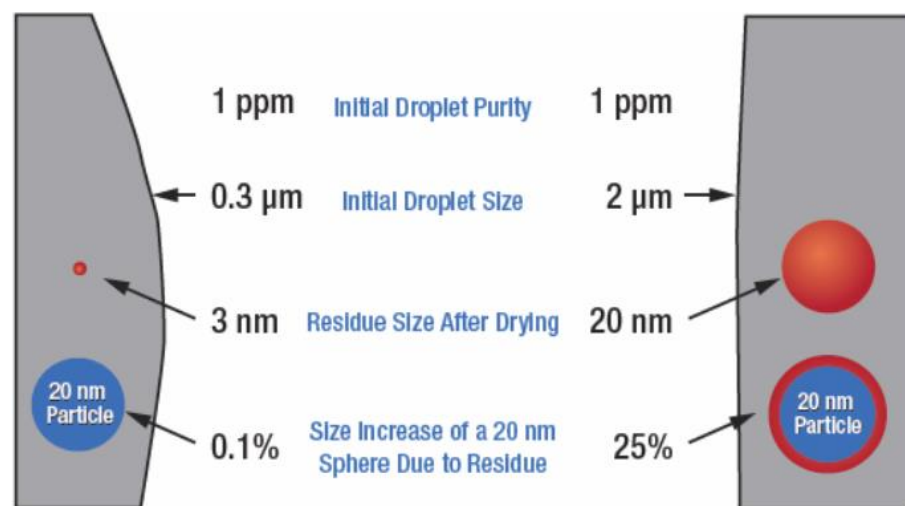 1 ppm Initial Droplet Purity 1 ppm
0.3 µm Initial Droplet Size 2 µm
3 nm Residue Size After Drying 20 nm
20 nm
Particle
0.1% Size Increase of a 20 nm
Sphere Due to Residue 25%
20 nm
Particle